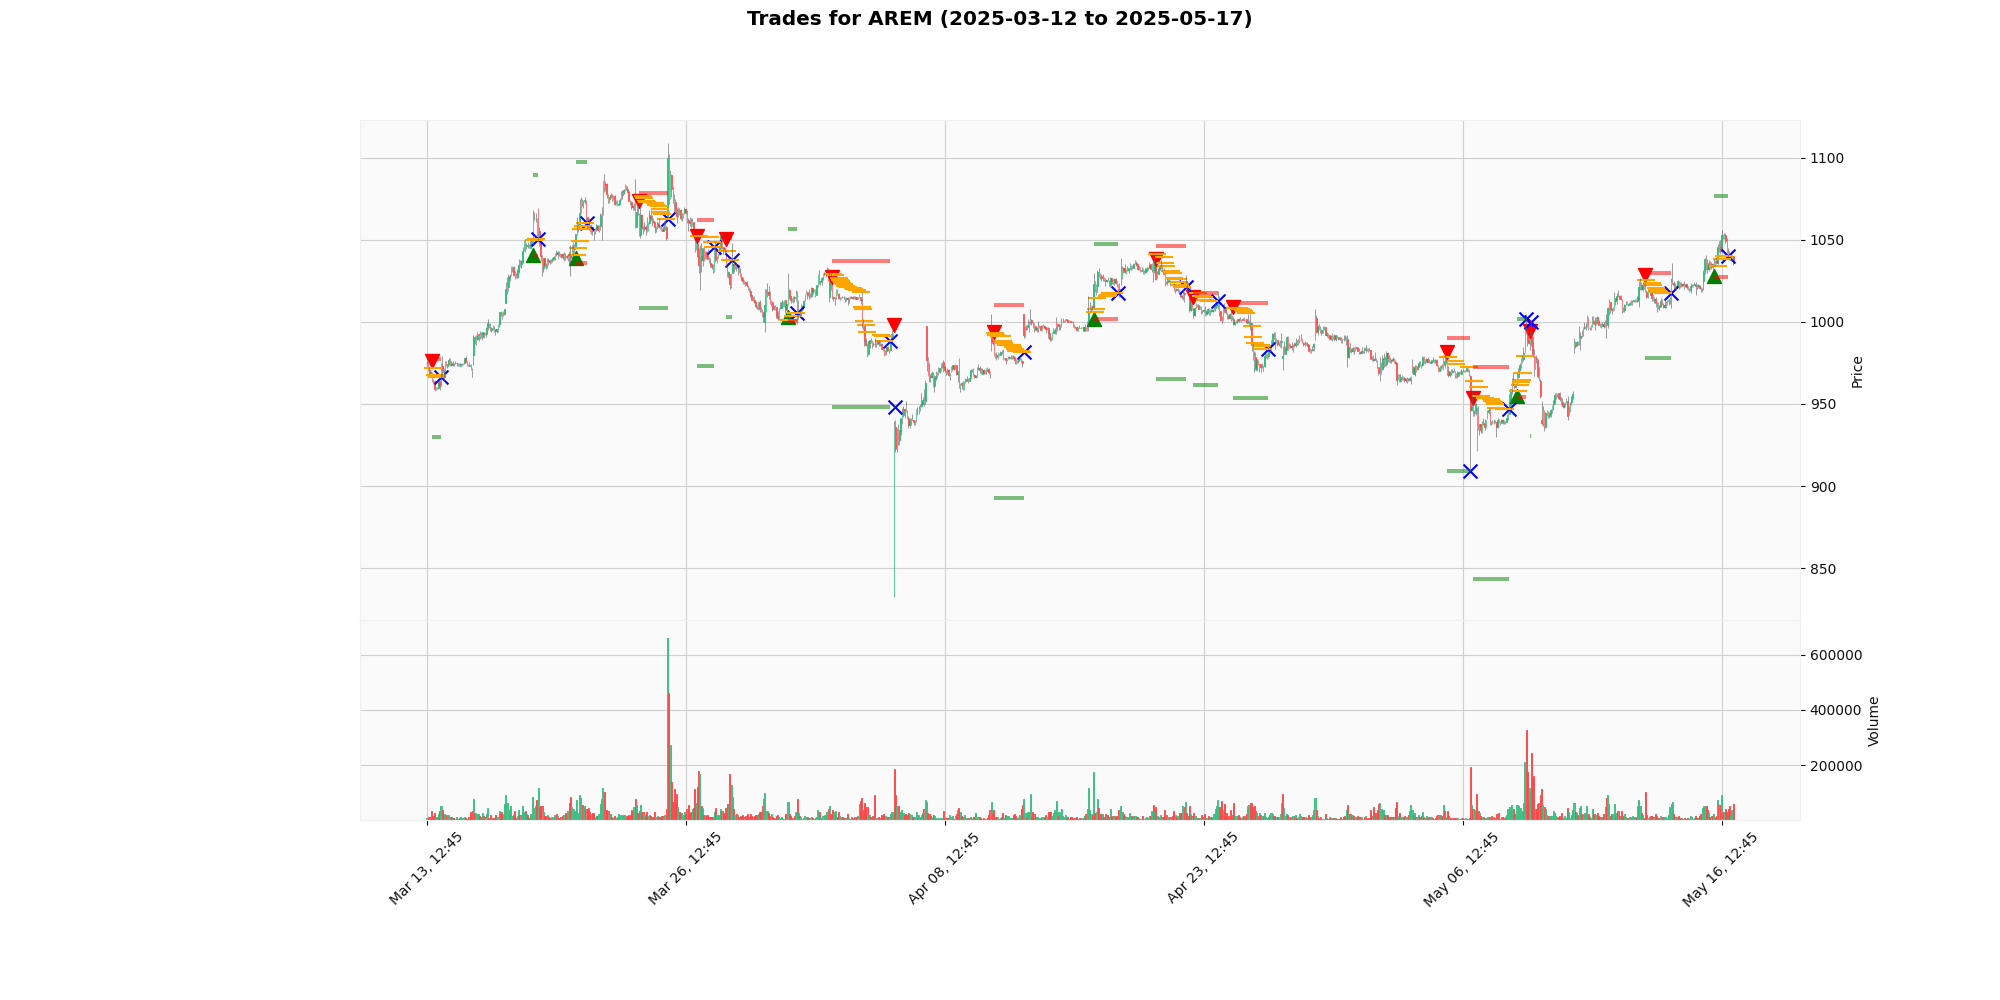 Trades for AREM (2025-03-12 to 2025-05-17)
1100
1050
1000
950
900
850
Price
600000
400000
200000
Volume
Mar 13, 12:45
Mar 26, 12:45
Apr 08, 12:45
Apr 23, 12:45
May 06, 12:45
May 16, 12:45